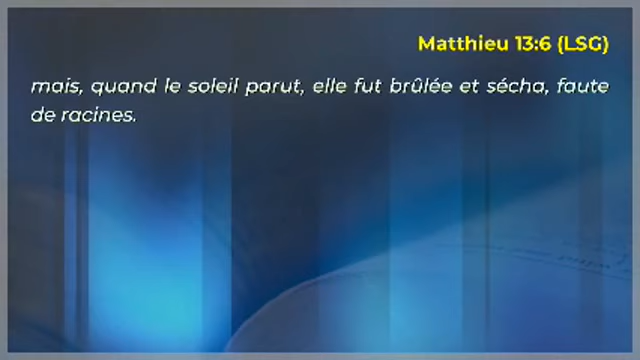 Matthieu 13:6 (LSG)
mais, quand le soleil parut, elle fut brûlée et sécha, faute
de racines.